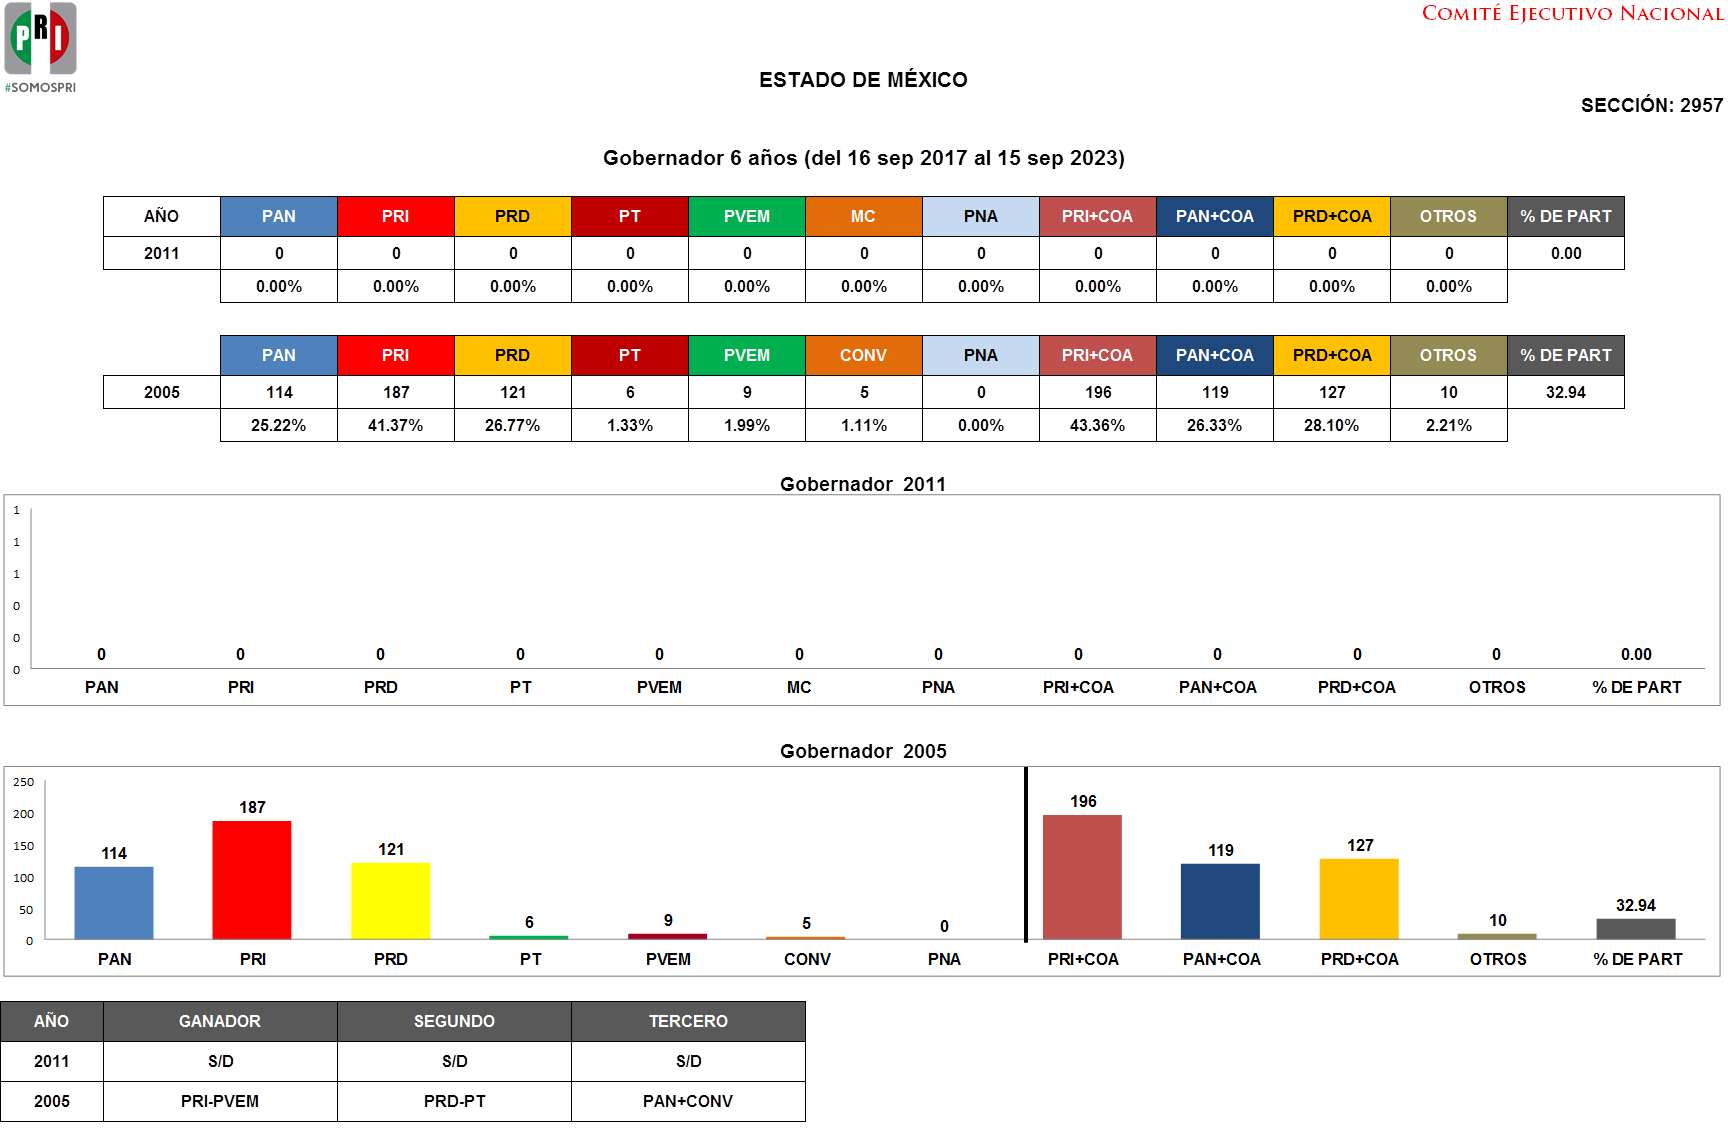 PRI
#SOMOSPRI
COMITÉ EJECUTIVO NACIONAL
ESTADO DE MÉXICO
SECCIÓN: 2957
Gobernador 6 años (del 16 sep 2017 al 15 sep 2023)
AÑO PAN PRI PRD PT PVEM MC PNA PRI+COA PAN+COA PRD+COA OTROS % DE PART
2011 0 0 0 0 0 0 0 0 0 0 0 0.00
0.00% 0.00% 0.00% 0.00% 0.00% 0.00% 0.00% 0.00% 0.00% 0.00% 0.00%
PAN PRI PRD PT PVEM CONV PNA PRI+COA PAN+COA PRD+COA OTROS % DE PART
2005 114 187 121 6 9 5 0 196 119 127 10 32.94
25.22% 41.37% 26.77% 1.33% 1.99% 1.11% 0.00% 43.36% 26.33% 28.10% 2.21%
Gobernador 2011
1
1
1
0
0
0
0 0 0 0 0 0 0 0 0 0 0 0.00
PAN PRI PRD PT PVEM MC PNA PRI+COA PAN+COA PRD+COA OTROS % DE PART
Gobernador 2005
250
200
150
100
50
0
114 187 121 6 9 5 0 196 119 127 10 32.94
PAN PRI PRD PT PVEM CONV PNA PRI+COA PAN+COA PRD+COA OTROS % DE PART
AÑO GANADOR SEGUNDO TERCERO
2011 S/D S/D S/D
2005 PRI-PVEM PRD-PT PAN+CONV